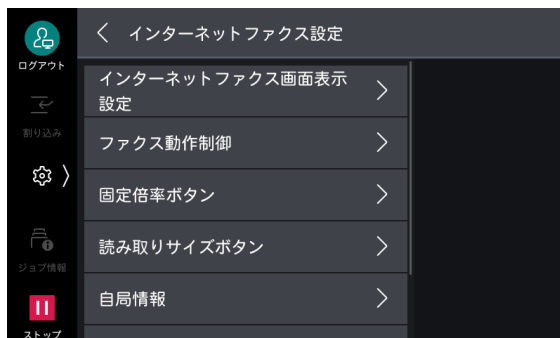 インターネットファクス設定
ログアウト
インターネットファクス画面表示
設定
割り込み
ファクス動作制御
固定倍率ボタン
読み取りサイズボタン
ジョブ情報
自局情報
ストップ